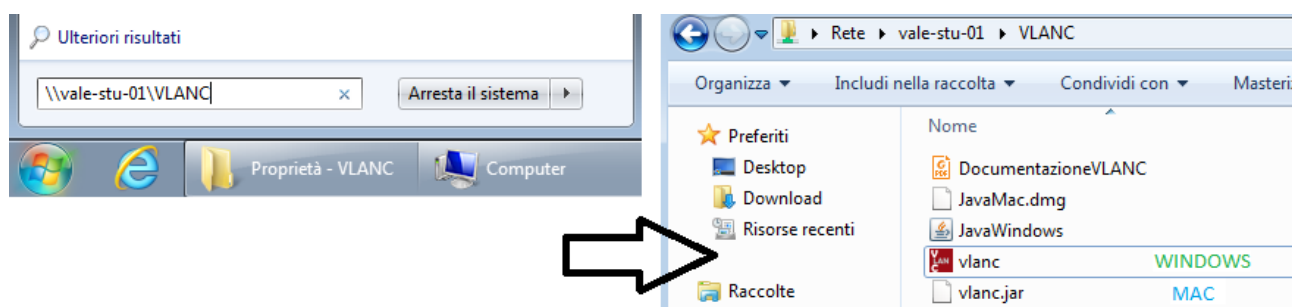 Ulteriori risultati
\\vale-stu-01\VLANC
Arresta il sistema
Proprietà - VLANC
Computer
Rete vale-stu-01 VLANC
Organizza Includi nella raccolta Condividi con Masteri
Preferiti
Desktop
Download
Risorse recenti
Raccolte
Nome
DocumentazioneVLANC
JavaMac.dmg
JavaWindows
vlanc WINDOWS
vlanc.jar MAC